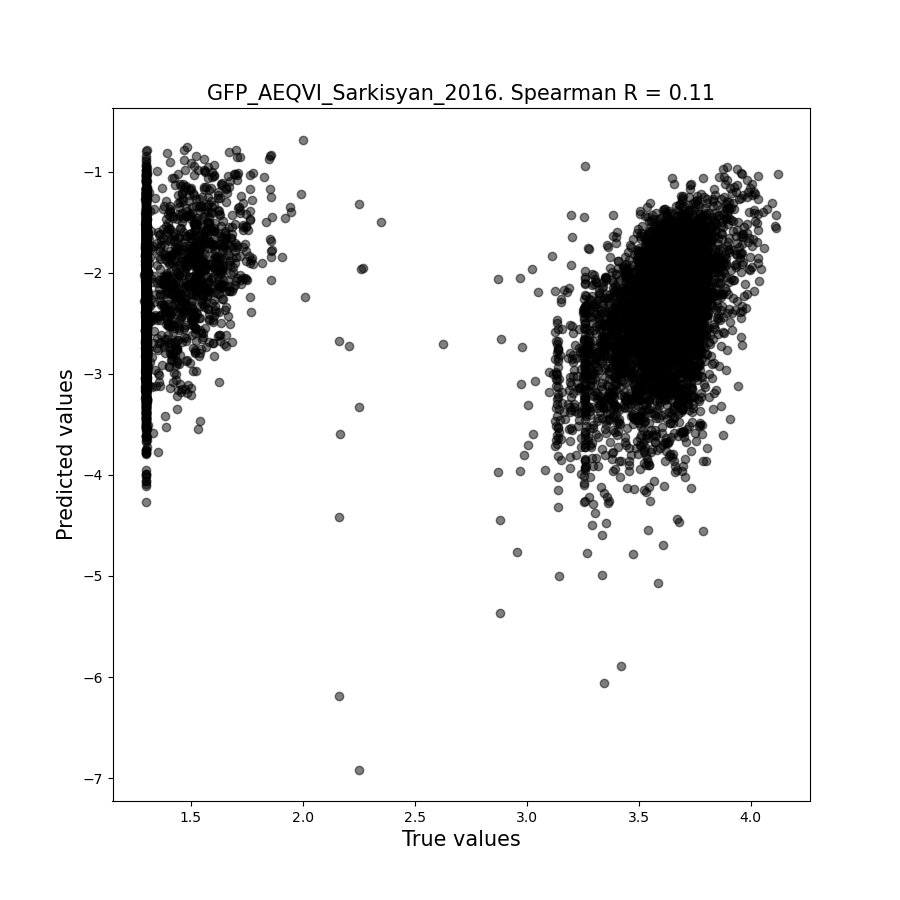 GFP_AEQVI_Sarkisyan_2016. Spearman R = 0.11
−1
−2
−3
−4
−5
−6
−7
Predicted values
1.5 2.0 2.5 3.0 3.5 4.0
True values